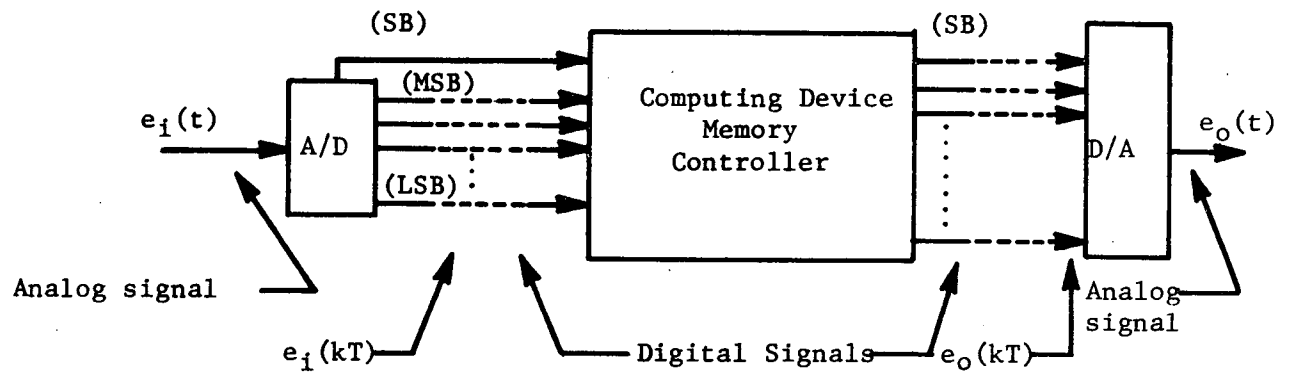 (SB)
(SB)
(MSB)
Computing Device
Memory
Controller
e_i(t)
A/D
D/A
e_o(t)
(LSB)
Analog signal
Analog
signal
e_i(kT)
Digital Signals
e_o(kT)